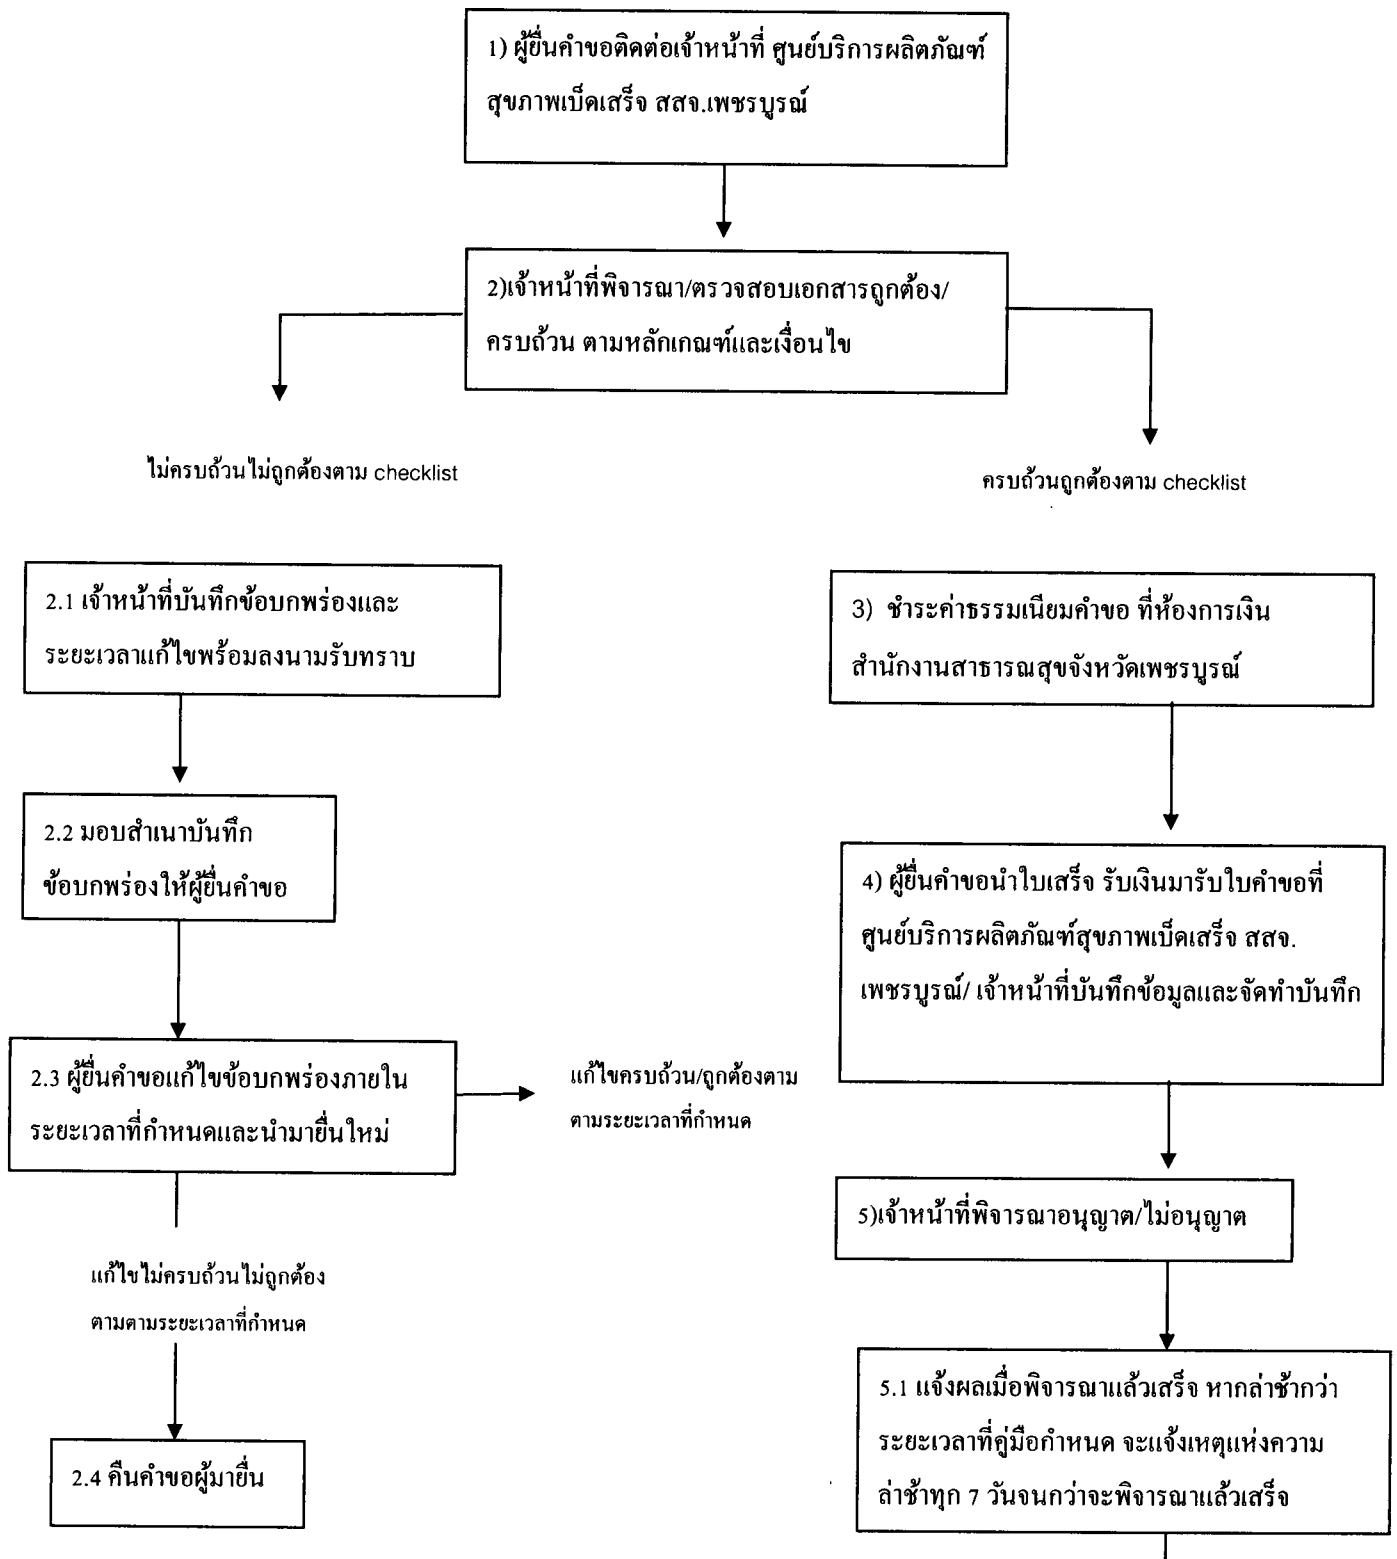 1) ผู้ยื่นคำขอติดต่อเจ้าหน้าที่ ศูนย์บริการผลิตภัณฑ์
สุขภาพเบ็ดเสร็จ สสจ.เพชรบูรณ์
2)เจ้าหน้าที่พิจารณา/ตรวจสอบเอกสารถูกต้อง/
ครบถ้วน ตามหลักเกณฑ์และเงื่อนไข
ไม่ครบถ้วนไม่ถูกต้องตาม checklist
ครบถ้วนถูกต้องตาม checklist
2.1 เจ้าหน้าที่บันทึกข้อบกพร่องและ
ระยะเวลาแก้ไขพร้อมลงนามรับทราบ
2.2 มอบสำเนาบันทึก
ข้อบกพร่องให้ผู้ยื่นคำขอ
2.3 ผู้ยื่นคำขอแก้ไขข้อบกพร่องภายใน
ระยะเวลาที่กำหนดและนำมายื่นใหม่
แก้ไขครบถ้วน/ถูกต้องตาม
ตามระยะเวลาที่กำหนด
แก้ไขไม่ครบถ้วนไม่ถูกต้อง
ตามตามระยะเวลาที่กำหนด
2.4 คืนคำขอผู้มายื่น
3) ชำระค่าธรรมเนียมคำขอ ที่ห้องการเงิน
สำนักงานสาธารณสุขจังหวัดเพชรบูรณ์
4) ผู้ยื่นคำขอนำใบเสร็จ รับเงินมารับใบคำขอที่
ศูนย์บริการผลิตภัณฑ์สุขภาพเบ็ดเสร็จ สสจ.
เพชรบูรณ์/ เจ้าหน้าที่บันทึกข้อมูลและจัดทำบันทึก
5)เจ้าหน้าที่พิจารณาอนุญาต/ไม่อนุญาต
5.1 แจ้งผลเมื่อพิจารณาแล้วเสร็จ หากล่าช้ากว่า
ระยะเวลาที่คู่มือกำหนด จะแจ้งเหตุแห่งความ
ล่าช้าทุก 7 วันจนกว่าจะพิจารณาแล้วเสร็จ